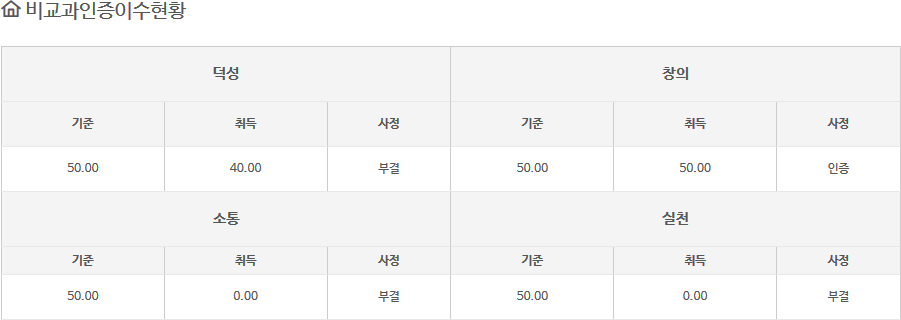 비교과인증이수현황
덕성 창의
기준 취득 사정 기준 취득 사정
50.00 40.00 부결 50.00 50.00 인증
소통 실천
기준 취득 사정 기준 취득 사정
50.00 0.00 부결 50.00 0.00 부결